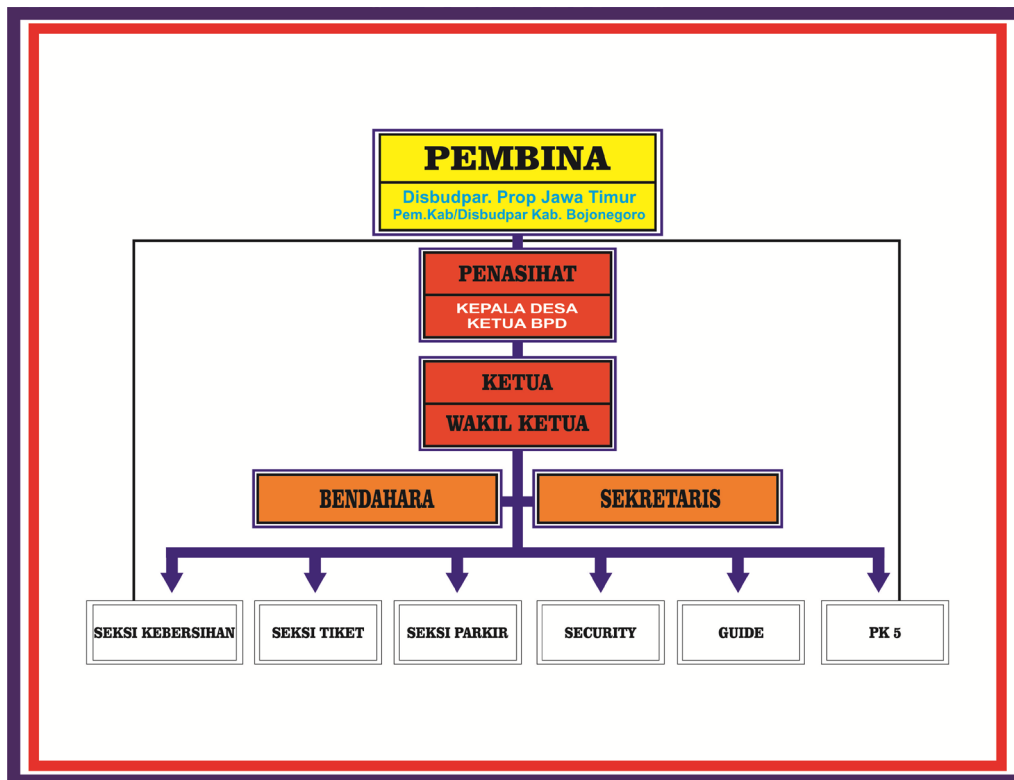 PEMBINA
Disbudpar. Prop Jawa Timur
Pem.Kab/Disbudpar Kab. Bojonegoro
PENASIHAT
KEPALA DESA
KETUA BPD
KETUA
WAKIL KETUA
BENDAHARA
SEKRETARIS
SEKSI KEBERSIHAN
SEKSI TIKET
SEKSI PARKIR
SECURITY
GUIDE
PK 5